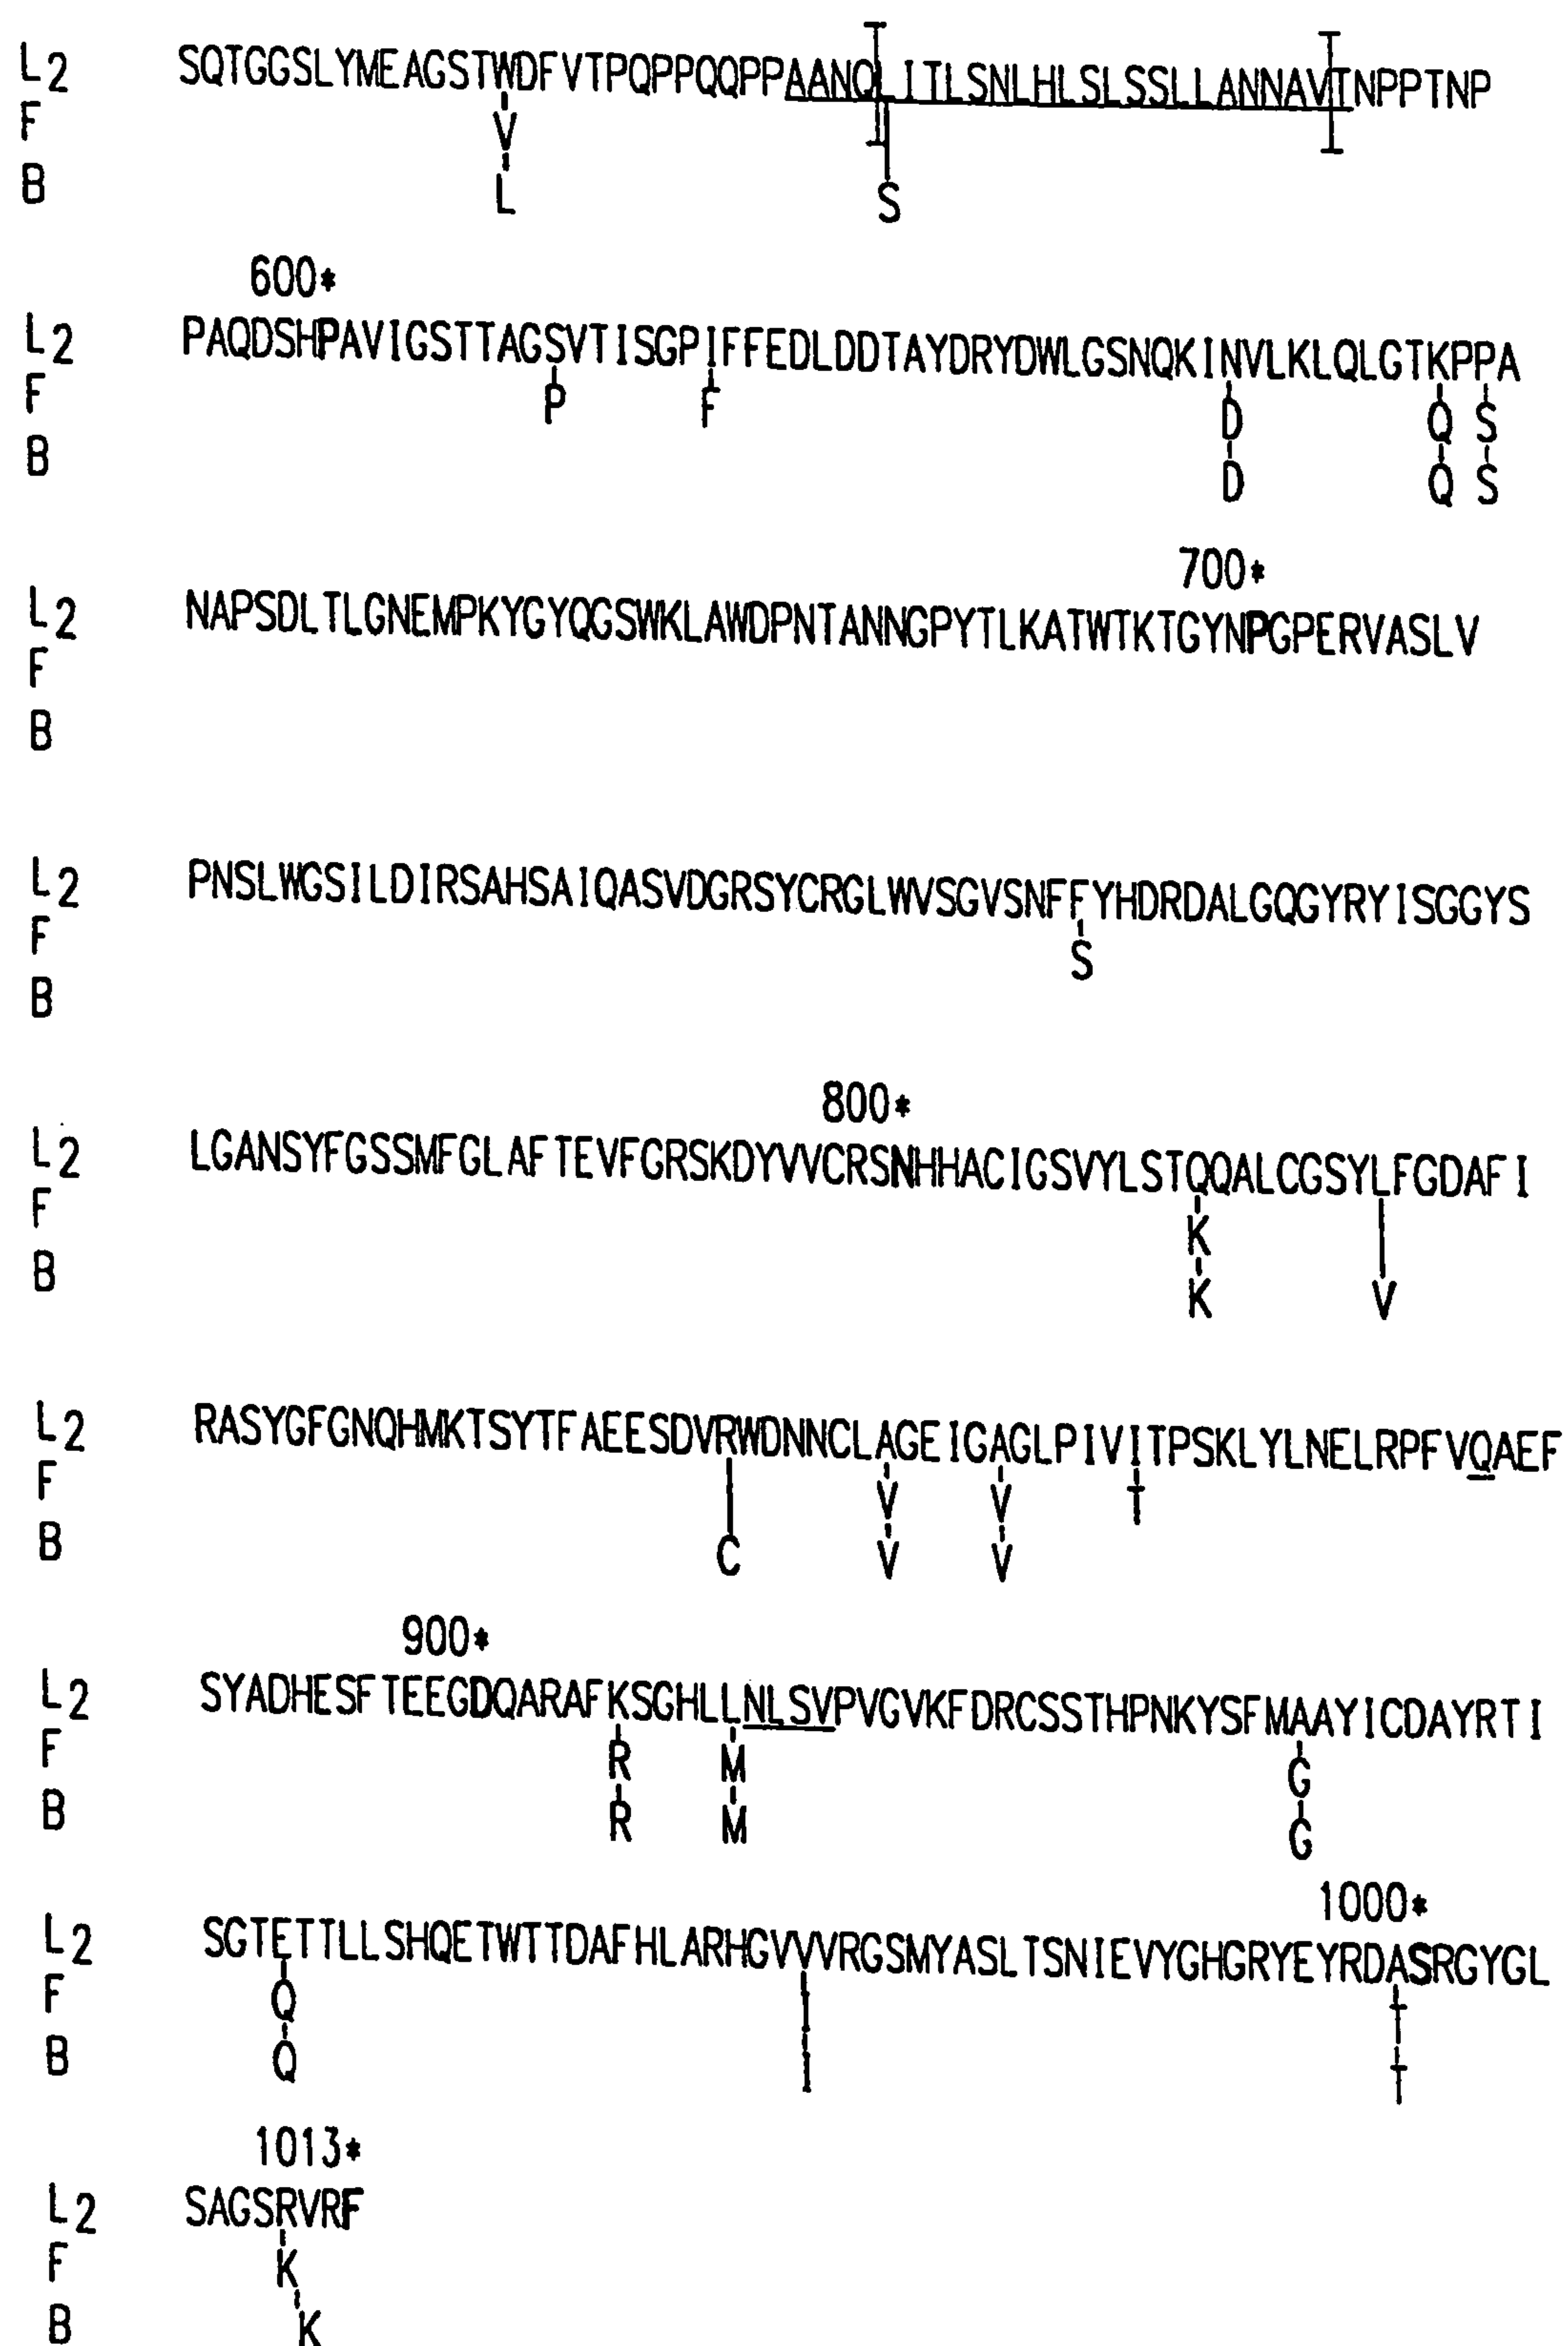 L2 SQTGGSLYMEAGSTWDFVTPQPPQQPPAANQLITLSNLHLSLSSLLANNAVTNPPTNP
F V
B L S
600*
L2 PAQDSHPAVIGSTTAGSVTISGPIFFEDLDDTAYDRYDWLGSNQKINVLKLQLGTKPPA
F P F D Q S
B D Q S
700*
L2 NAPSDLTLGNEMPKYGYQGSWKLAWDPNTANNGPYTLKATWTKTGYNPGPERVASLV
F
B
L2 PNSLWGSILDIRSAHSAIQASVDGRSYCRGLWVSGVSNFFYHDRDALGQGYRYISGGYS
F S
B
800*
L2 LGANSYFGSSMFGLAFTEVFGRSKDYVVCRSNHHACIGSVYLSTQQALCGSYLFGDAFI
F K
B K V
L2 RASYGFGNQHMKTSYTFAEESDVRWDNNCLAGEIGAGLPIVITPSKLYLNELRPFVQAEF
F V V T
B C V V
900*
L2 SYADHESFTEEGDQARAFKSGHLLNLSVPVGVKFDRCSSTHPNKYSFMAAYICDAYRTI
F R M G
B R M G
1000*
L2 SGTETTLLSHQETWTTDAFHLARHGVVVRGSMYASLTSNIEVYGHGRYEYRDASRGYGL
F Q I T
B Q I T
1013*
L2 SAGSRVRF
F K
B K